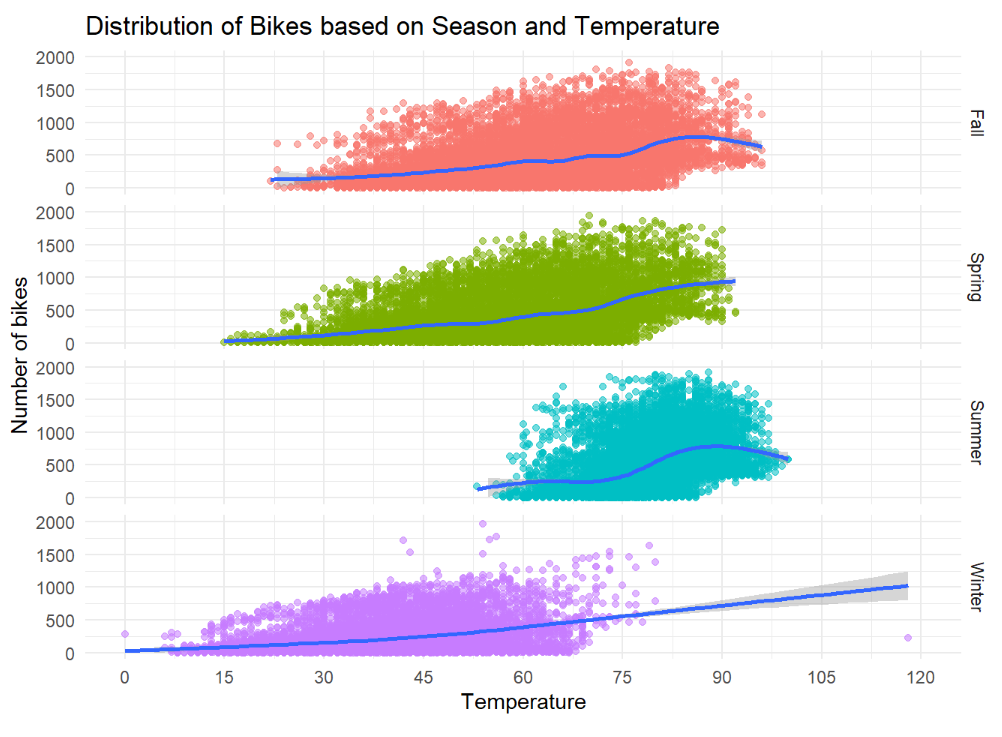 Distribution of Bikes based on Season and Temperature
Number of bikes
2000
1500
1000
500
0
Fall
2000
1500
1000
500
0
Spring
2000
1500
1000
500
0
Summer
2000
1500
1000
500
0
Winter
0 15 30 45 60 75 90 105 120
Temperature